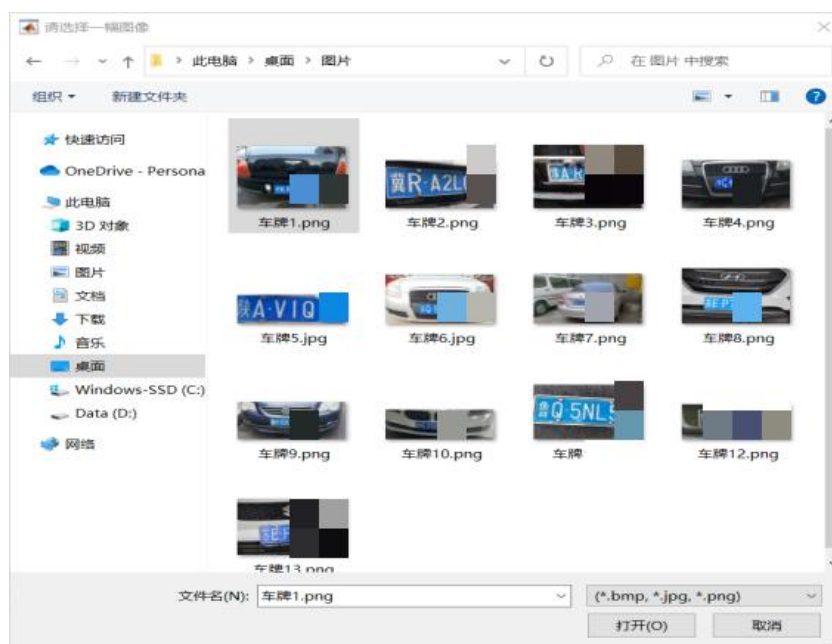 请选择一幅图像
此电脑 > 桌面 > 图片
在 图片 中搜索
组织
新建文件夹
快速访问
OneDrive - Persona
此电脑
3D 对象
视频
图片
文档
下载
音乐
桌面
Windows-SSD (C:)
Data (D:)
网络
冀R·A2L
A·R
车牌1.png
车牌2.png
车牌3.png
车牌4.png
陕A·V1Q
车牌5.jpg
车牌6.jpg
车牌7.png
车牌8.png
鲁Q·5NL
车牌9.png
车牌10.png
车牌
车牌12.png
车牌13.png
文件名(N):
车牌1.png
(*.bmp, *.jpg, *.png)
打开(O)
取消